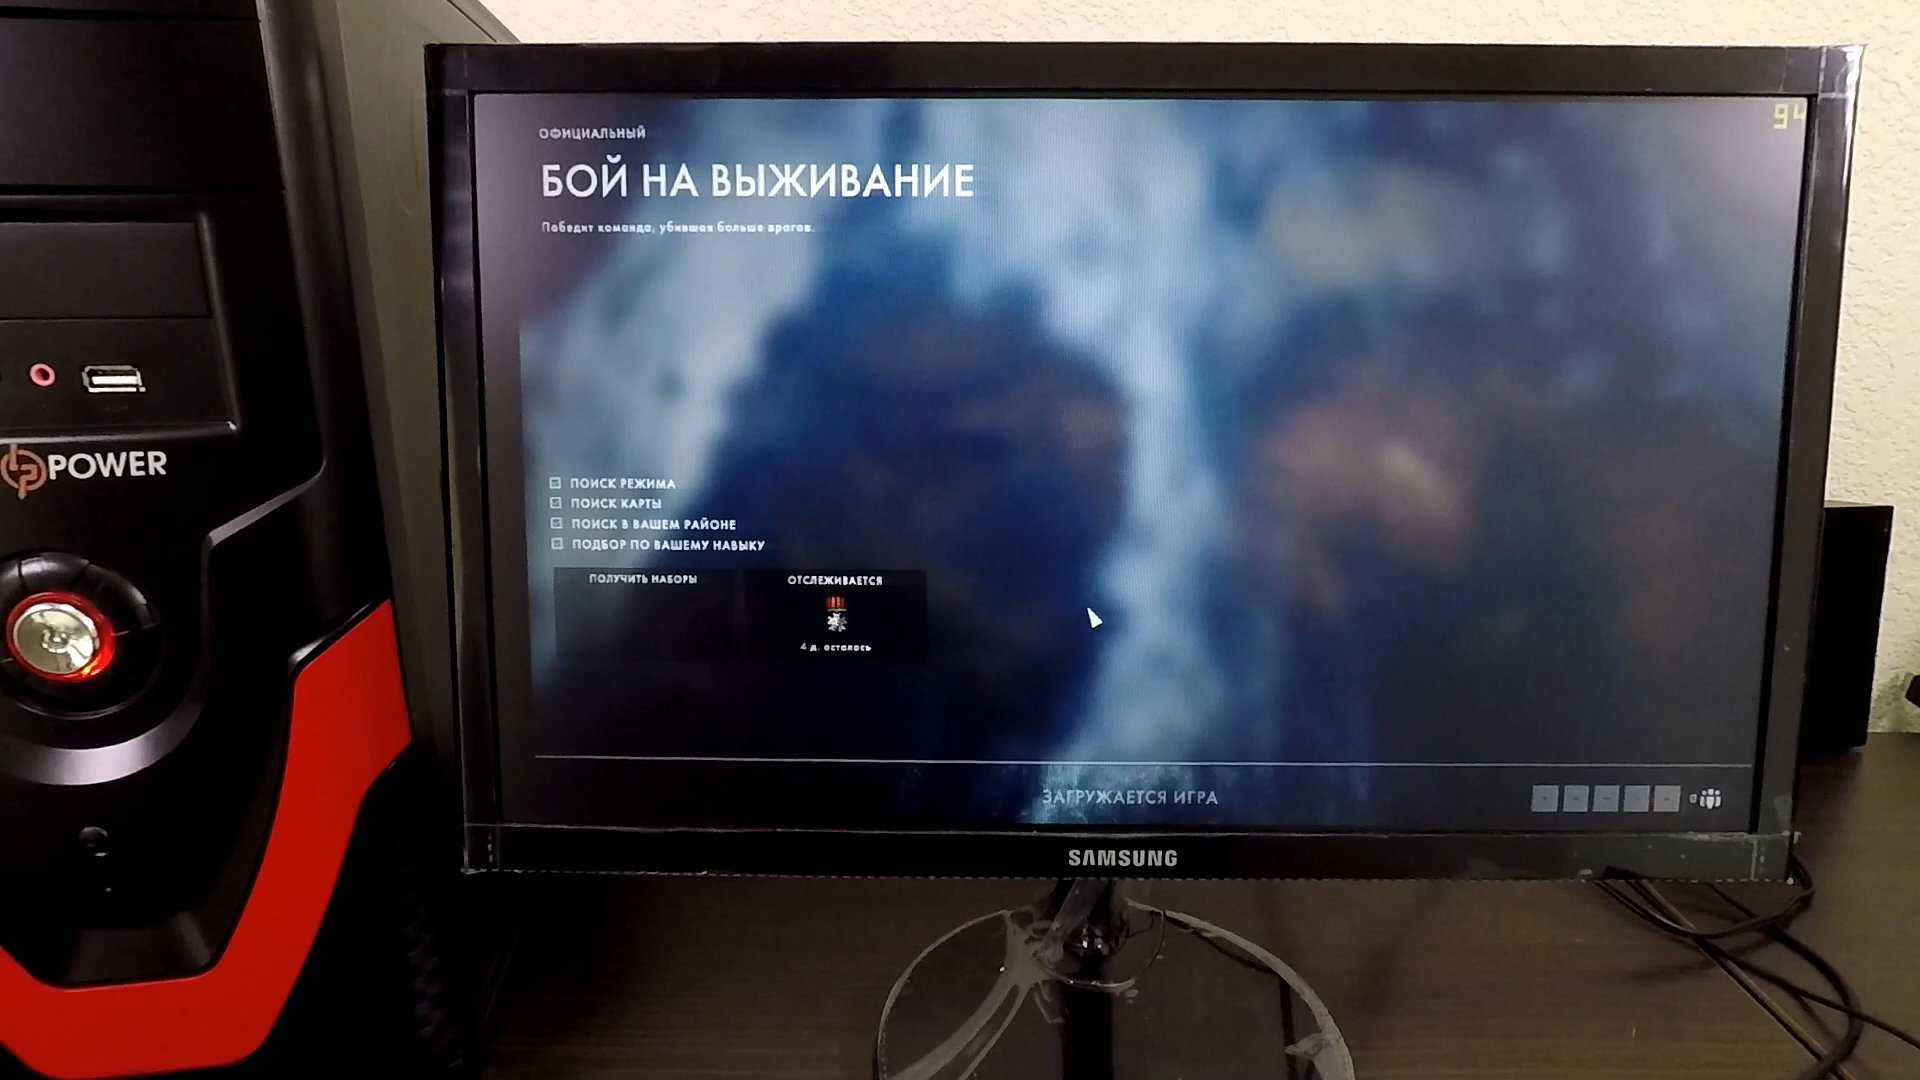 ОФИЦИАЛЬНЫЙ
БОЙ НА ВЫЖИВАНИЕ
Победит команда, убившая больше врагов.
94
ПОИСК РЕЖИМА
ПОИСК КАРТЫ
ПОИСК В ВАШЕМ РАЙОНЕ
ПОДБОР ПО ВАШЕМУ НАВЫКУ
ПОЛУЧИТЬ НАБОРЫ
ОТСЛЕЖИВАЕТСЯ
4 д. осталось
ЗАГРУЖАЕТСЯ ИГРА
SAMSUNG
POWER